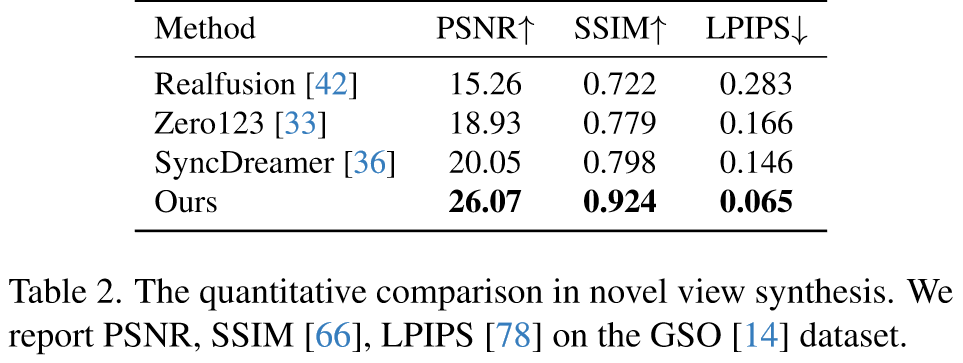 Method PSNR↑ SSIM↑ LPIPS↓
Realfusion [42] 15.26 0.722 0.283
Zero123 [33] 18.93 0.779 0.166
SyncDreamer [36] 20.05 0.798 0.146
Ours 26.07 0.924 0.065
Table 2. The quantitative comparison in novel view synthesis. We
report PSNR, SSIM [66], LPIPS [78] on the GSO [14] dataset.